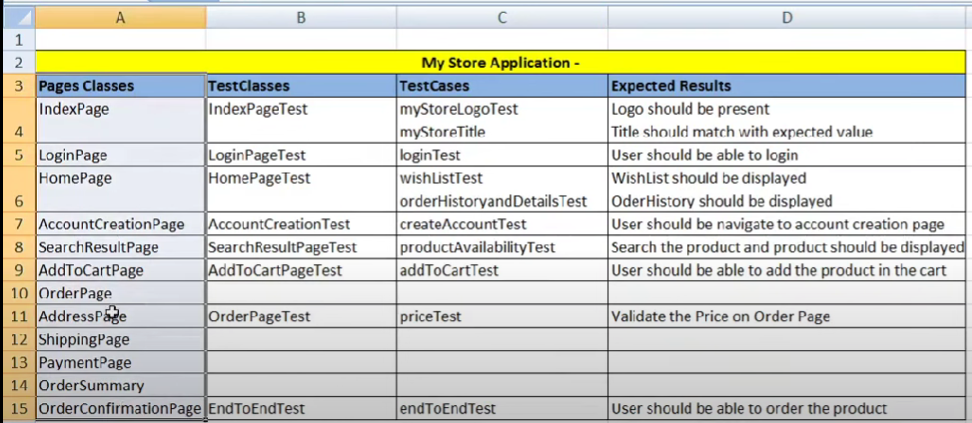 A B C D
1
2 My Store Application -
3 Pages Classes TestClasses TestCases Expected Results
IndexPage IndexPageTest myStoreLogoTest Logo should be present
4 myStoreTitle Title should match with expected value
5 LoginPage LoginPageTest loginTest User should be able to login
HomePage HomePageTest wishListTest WishList should be displayed
6 orderHistoryandDetailsTest OderHistory should be displayed
7 AccountCreationPage AccountCreationTest createAccountTest User should be navigate to account creation page
8 SearchResultPage SearchResultPageTest productAvailabilityTest Search the product and product should be displayed
9 AddToCartPage AddToCartPageTest addToCartTest User should be able to add the product in the cart
10 OrderPage
11 AddressPage OrderPageTest priceTest Validate the Price on Order Page
12 ShippingPage
13 PaymentPage
14 OrderSummary
15 OrderConfirmationPage EndToEndTest endToEndTest User should be able to order the product